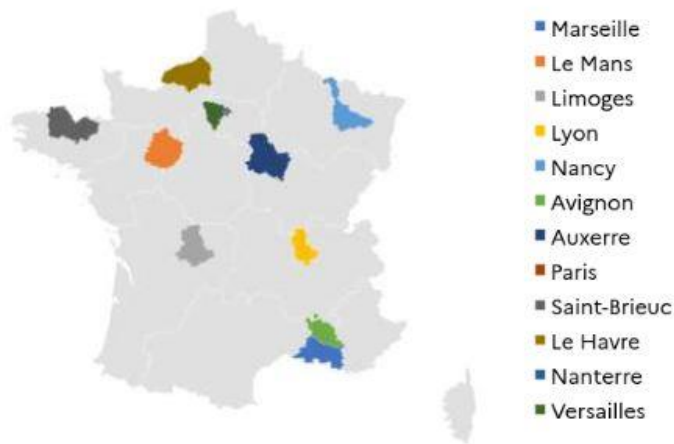 Marseille
Le Mans
Limoges
Lyon
Nancy
Avignon
Auxerre
Paris
Saint-Brieuc
Le Havre
Nanterre
Versailles